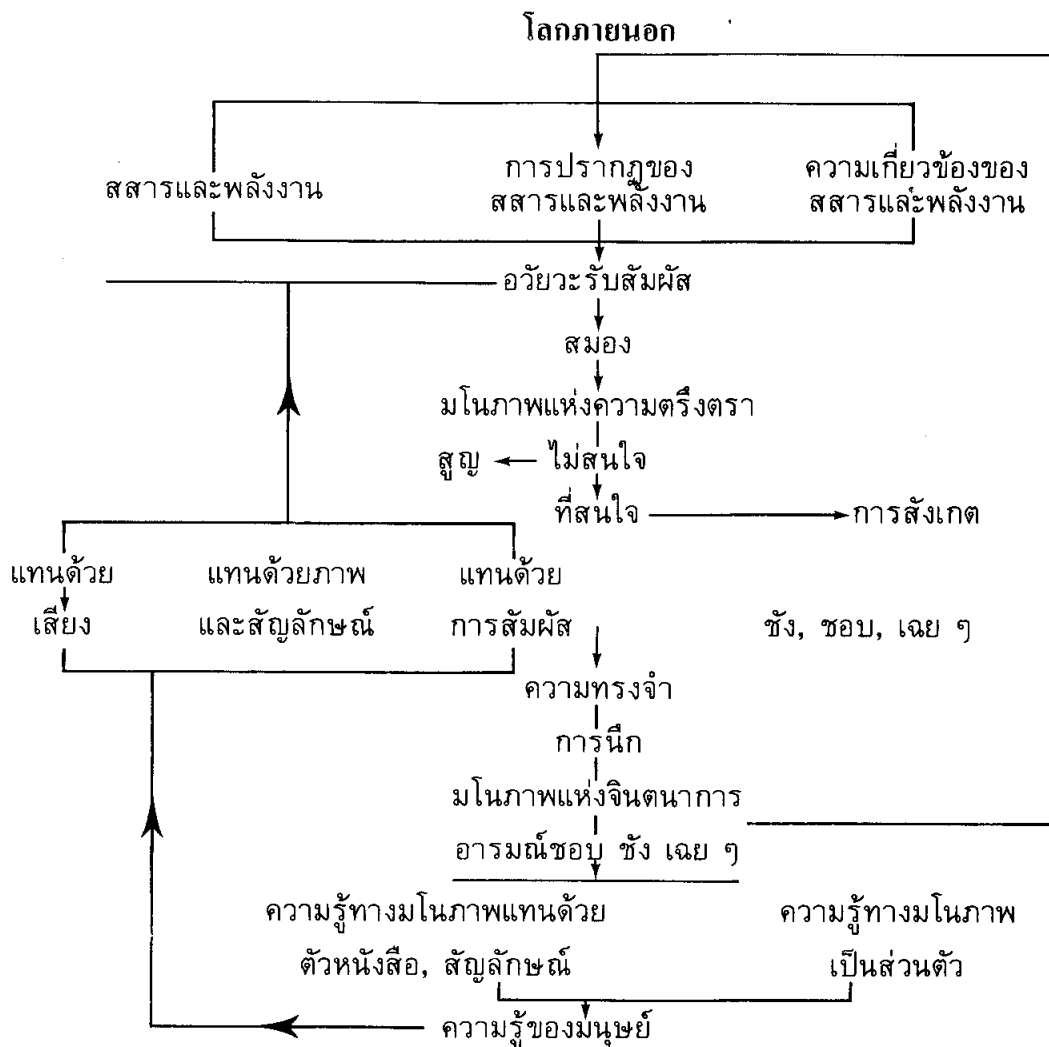 โลกภายนอก
สสารและพลังงาน
การปรากฏของ
สสารและพลังงาน
ความเกี่ยวข้องของ
สสารและพลังงาน
อวัยวะรับสัมผัส
สมอง
มโนภาพแห่งความตรึงตรา
สูญ ไม่สนใจ
ที่สนใจ การสังเกต
แทนด้วย
เสียง
แทนด้วยภาพ
และสัญลักษณ์
แทนด้วย
การสัมผัส
ชัง, ชอบ, เฉย ๆ
ความทรงจำ
การนึก
มโนภาพแห่งจินตนาการ
อารมณ์ชอบ ชัง เฉย ๆ
ความรู้ทางมโนภาพแทนด้วย
ตัวหนังสือ, สัญลักษณ์
ความรู้ทางมโนภาพ
เป็นส่วนตัว
ความรู้ของมนุษย์